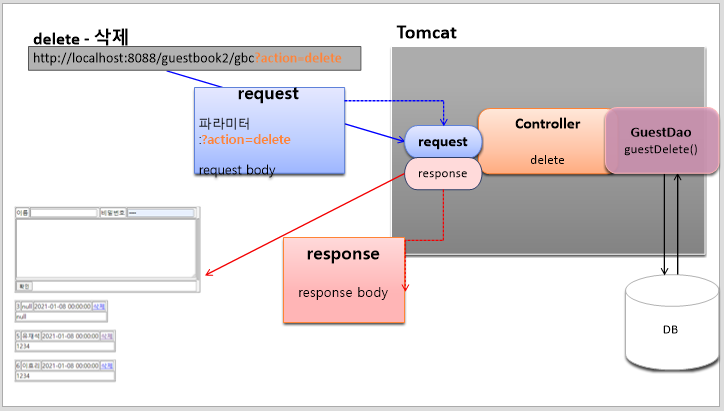 delete - 삭제
http://localhost:8088/guestbook2/gbc?action=delete
Tomcat
request
파라미터
:?action=delete
request body
request
response
Controller
delete
GuestDao
guestDelete()
response
response body
DB
이름 비밀번호
확인
3 null 2021-01-08 00:00:00 삭제
null
5 유재석 2021-01-08 00:00:00 삭제
1234
6 이효리 2021-01-08 00:00:00 삭제
1234